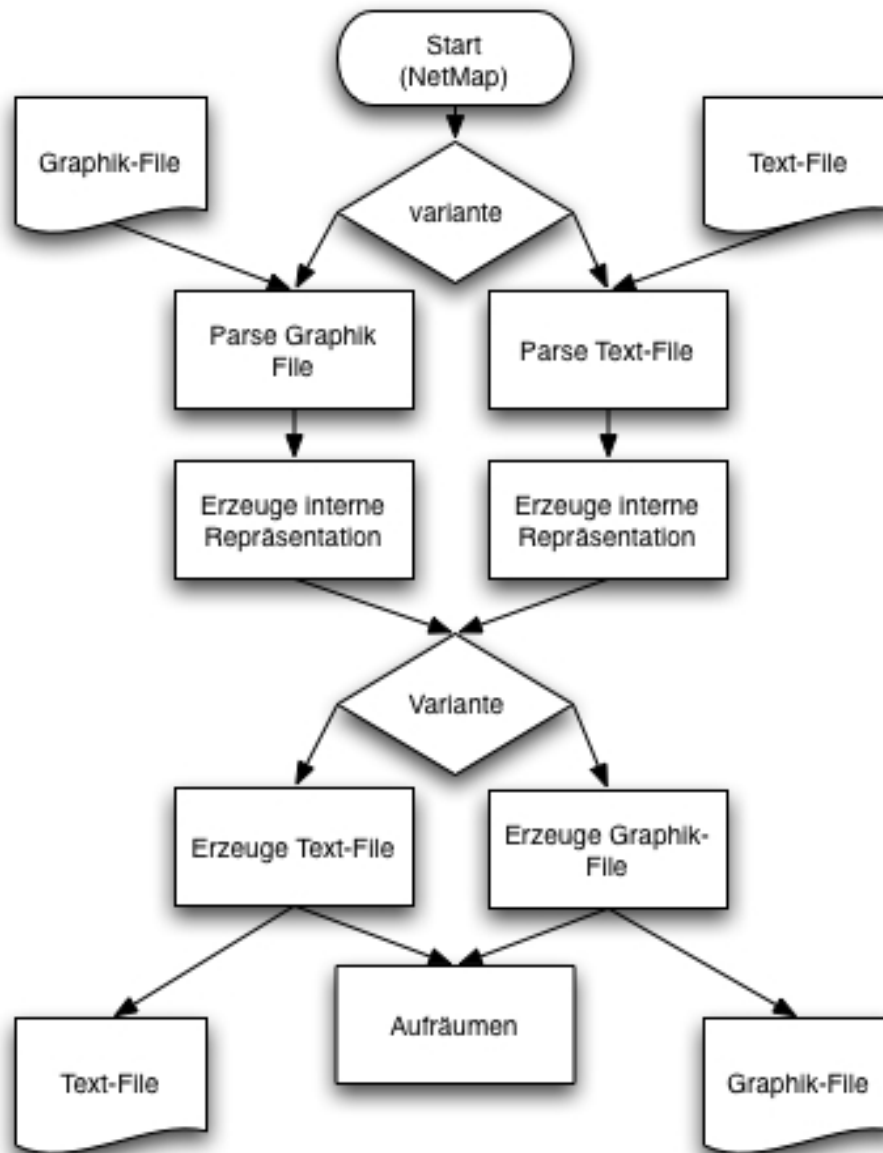 Start
(NetMap)
Graphik-File
variante
Text-File
Parse Graphik
File
Parse Text-File
Erzeuge interne
Repräsentation
Erzeuge interne
Repräsentation
Variante
Erzeuge Text-File
Erzeuge Graphik-
File
Aufräumen
Text-File
Graphik-File